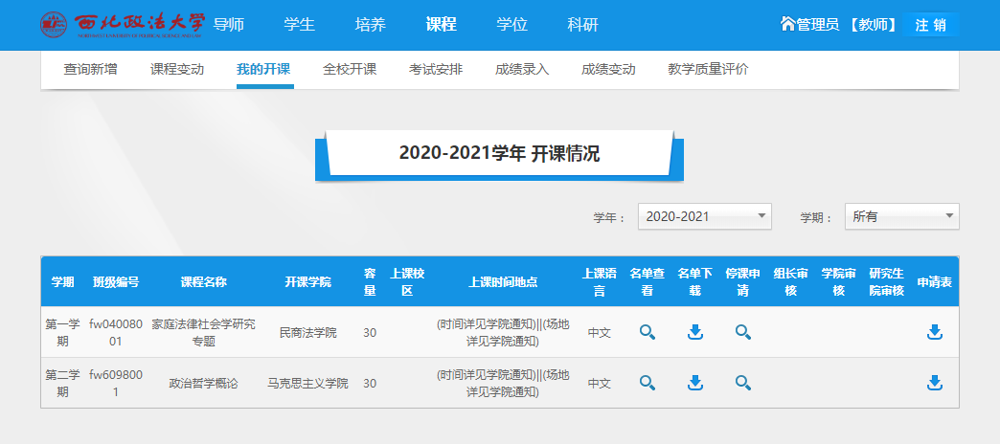 西北政法大学 导师 学生 培养 课程 学位 科研 管理员 【教师】 注 销
查询新增 课程变动 我的开课 全校开课 考试安排 成绩录入 成绩变动 教学质量评价
2020-2021学年 开课情况
学年： 2020-2021 学期： 所有
学期 班级编号 课程名称 开课学院 容 上课校 上课时间地点 上课语 名单查 名单下 停课申 组长审 学院审 研究生 申请表
量 区 言 看 载 请 核 核 院审核
第一学 fw040080 家庭法律社会学研究 民商法学院 30 (时间详见学院通知)||(场地 中文
期 01 专题 详见学院通知)
第二学 fw609800 政治哲学概论 马克思主义学院 30 (时间详见学院通知)||(场地 中文
期 1 详见学院通知)